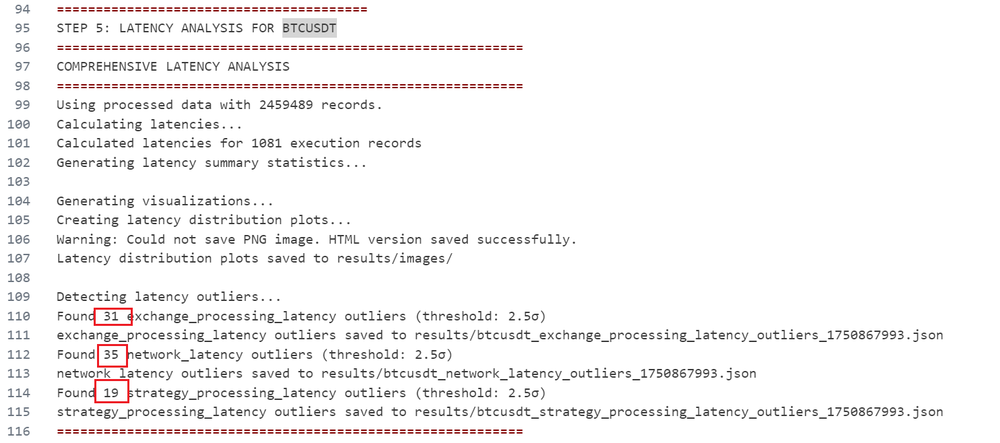 94 ========================================
95 STEP 5: LATENCY ANALYSIS FOR BTCUSDT
96 ============================================================
97 COMPREHENSIVE LATENCY ANALYSIS
98 ============================================================
99 Using processed data with 2459489 records.
100 Calculating latencies...
101 Calculated latencies for 1081 execution records
102 Generating latency summary statistics...
103
104 Generating visualizations...
105 Creating latency distribution plots...
106 Warning: Could not save PNG image. HTML version saved successfully.
107 Latency distribution plots saved to results/images/
108
109 Detecting latency outliers...
110 Found 31 exchange_processing_latency outliers (threshold: 2.5σ)
111 exchange_processing_latency outliers saved to results/btcusdt_exchange_processing_latency_outliers_1750867993.json
112 Found 35 network_latency outliers (threshold: 2.5σ)
113 network_latency outliers saved to results/btcusdt_network_latency_outliers_1750867993.json
114 Found 19 strategy_processing_latency outliers (threshold: 2.5σ)
115 strategy_processing_latency outliers saved to results/btcusdt_strategy_processing_latency_outliers_1750867993.json
116 ============================================================